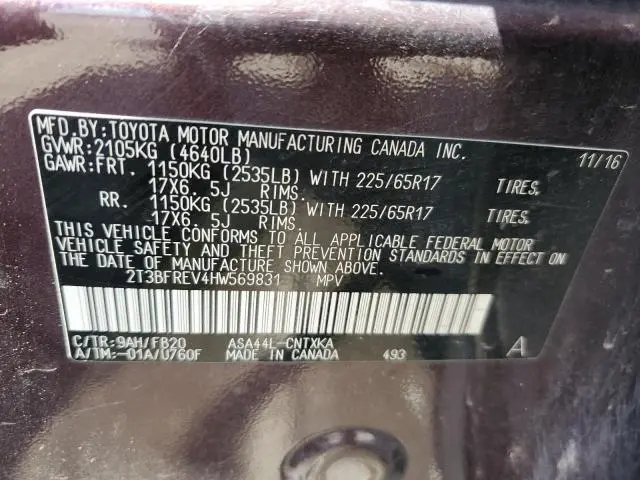 MFD.BY:TOYOTA MOTOR MANUFACTURING CANADA INC.
GVWR:2105KG (4640LB) 11/16
GAWR:FRT. 1150KG (2535LB) WITH 225/65R17 TIRES,
17X6. 5J RIMS.
RR. 1150KG (2535LB) WITH 225/65R17 TIRES,
17X6. 5J RIMS.
THIS VEHICLE CONFORMS TO ALL APPLICABLE FEDERAL MOTOR
VEHICLE SAFETY AND THEFT PREVENTION STANDARDS IN EFFECT ON
THE DATE OF MANUFACTURE SHOWN ABOVE.
2T3BFREV4HW569831 MPV
C/TR:9AH/FB20 ASA44L-CNTXKA A
A/TM:-01A/U760F MADE IN CANADA 493